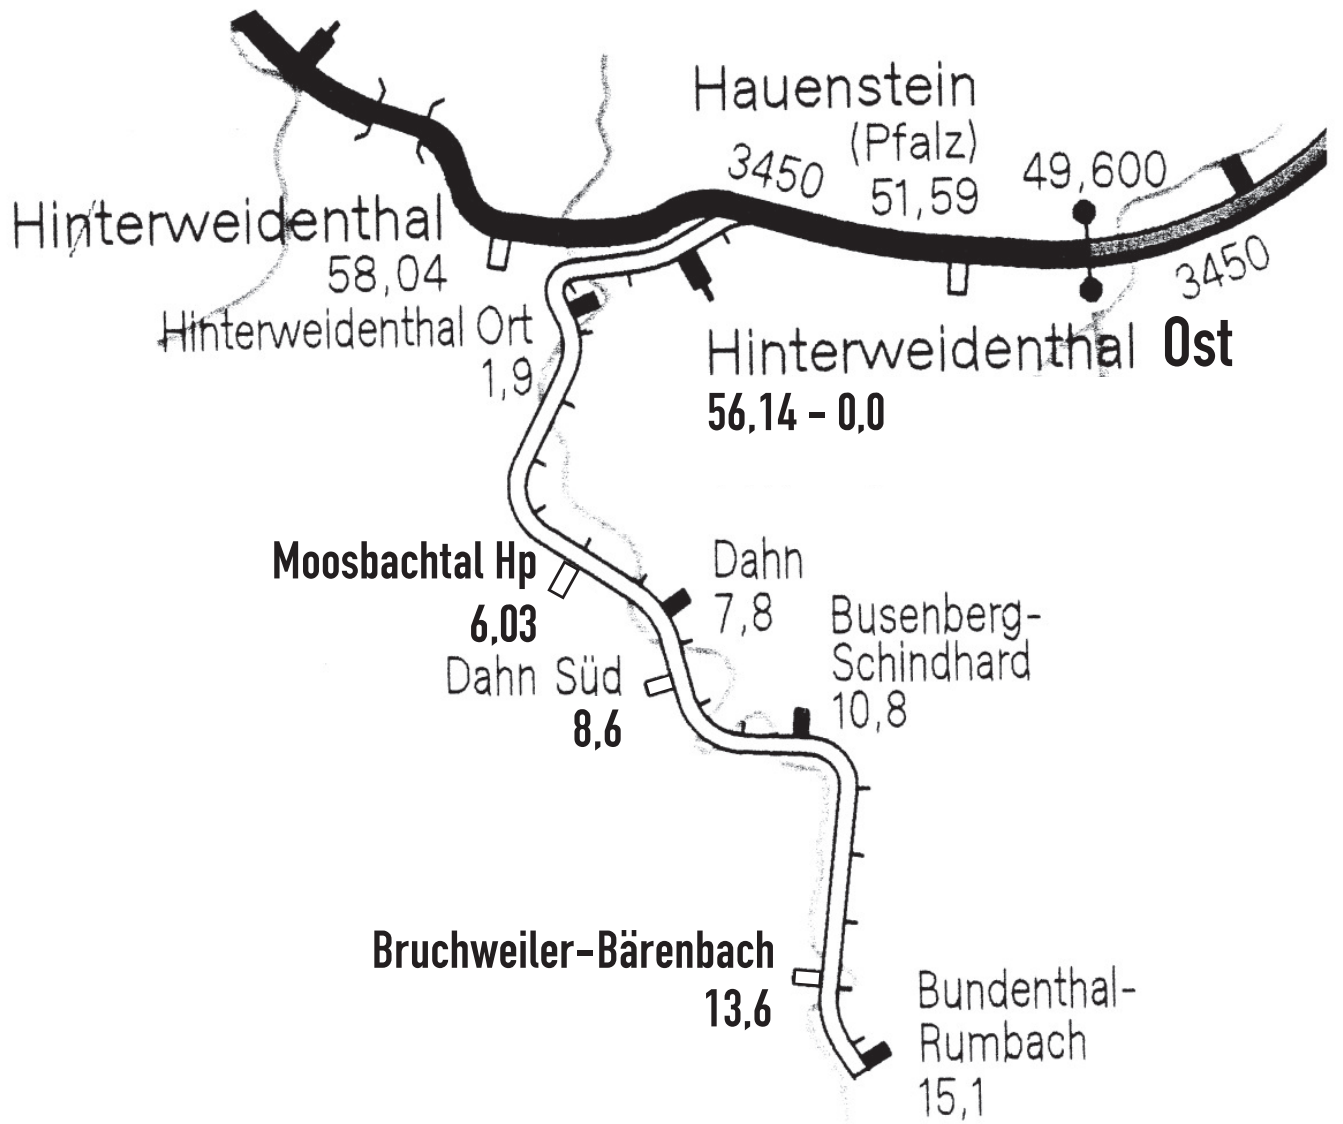 Hauenstein
(Pfalz)
51,59
3450
49,600
3450
Hinterweidenthal
58,04
Hinterweidenthal Ort
1,9
Hinterweidenthal Ost
56,14 - 0,0
Moosbachtal Hp
6,03
Dahn
7,8
Dahn Süd
8,6
Busenberg-
Schindhard
10,8
Bruchweiler-Bärenbach
13,6
Bundenthal-
Rumbach
15,1